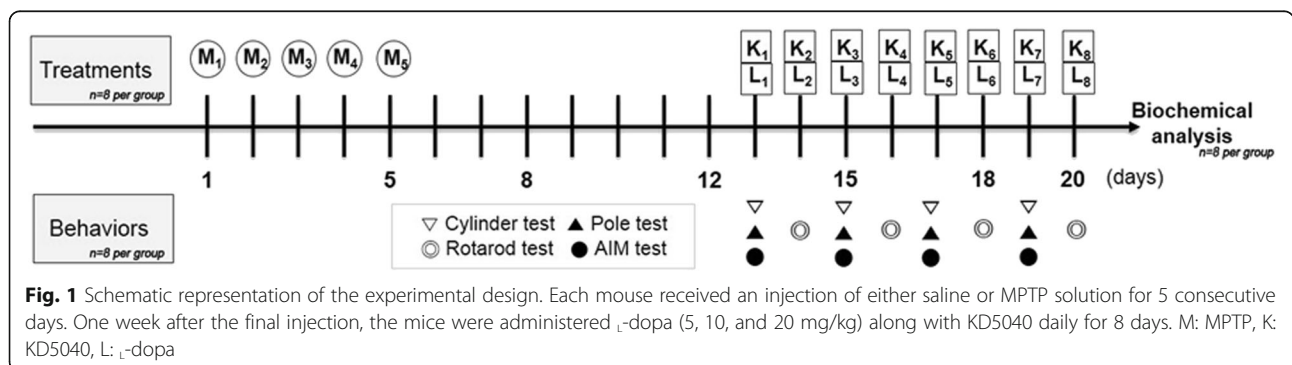 Treatments
n=8 per group
M1 M2 M3 M4 M5
K1 K2 K3 K4 K5 K6 K7 K8
L1 L2 L3 L4 L5 L6 L7 L8
Biochemical
analysis
n=8 per group
1 5 8 12 15 18 20 (days)
Behaviors
n=8 per group
▽ Cylinder test ▲ Pole test
◎ Rotarod test ● AIM test
Fig. 1 Schematic representation of the experimental design. Each mouse received an injection of either saline or MPTP solution for 5 consecutive
days. One week after the final injection, the mice were administered L-dopa (5, 10, and 20 mg/kg) along with KD5040 daily for 8 days. M: MPTP, K:
KD5040, L: L-dopa